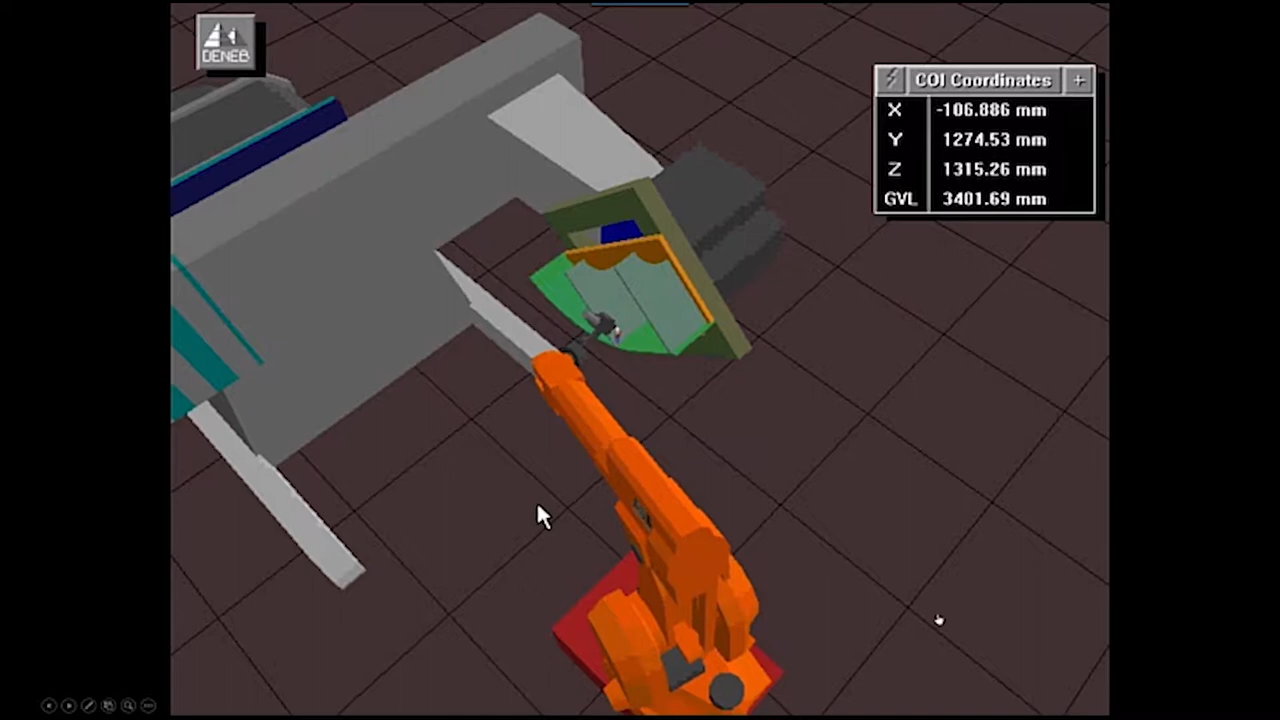 DENEB
COI Coordinates +
X -106.886 mm
Y 1274.53 mm
Z 1315.26 mm
GVL 3401.69 mm